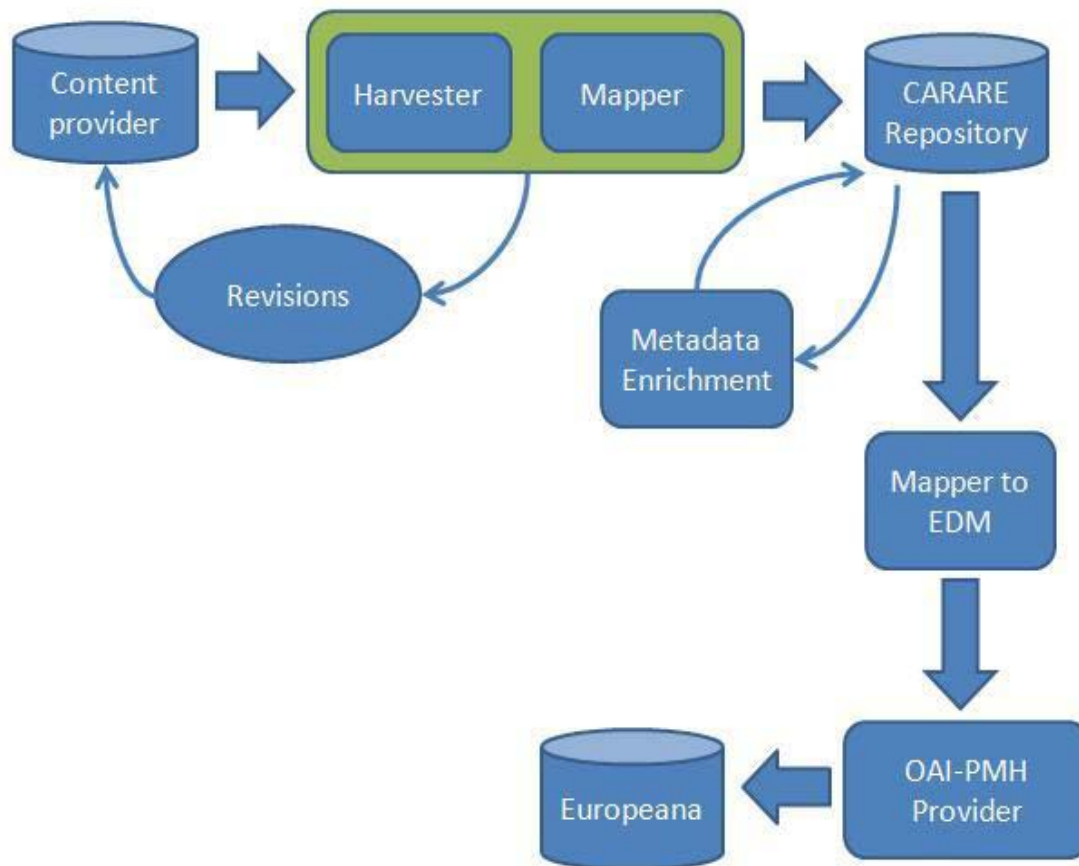 Content
provider
Harvester
Mapper
CARARE
Repository
Revisions
Metadata
Enrichment
Mapper to
EDM
OAI-PMH
Provider
Europeana